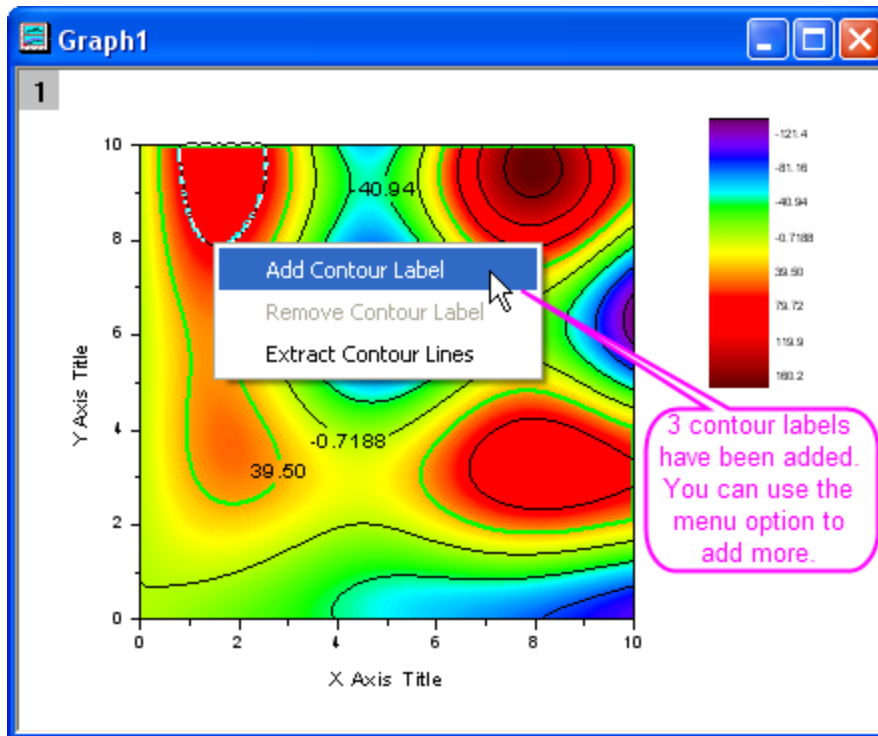 Graph1
1
10
8
6
4
2
0
Y Axis Title
0 2 4 6 8 10
X Axis Title
-40.94
-0.7188
39.50
Add Contour Label
Remove Contour Label
Extract Contour Lines
-121.4
-81.16
-40.94
-0.7188
39.50
79.72
119.9
160.2
3 contour labels
have been added.
You can use the
menu option to
add more.